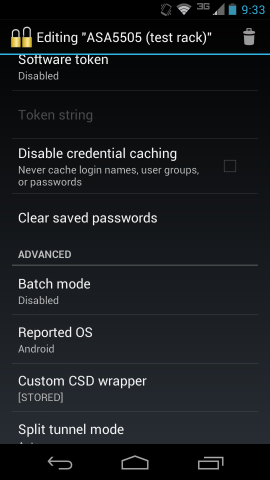 3G
9:33
Editing "ASA5505 (test rack)"
Software token
Disabled
Token string
Disable credential caching
Never cache login names, user groups,
or passwords
Clear saved passwords
ADVANCED
Batch mode
Disabled
Reported OS
Android
Custom CSD wrapper
[STORED]
Split tunnel mode